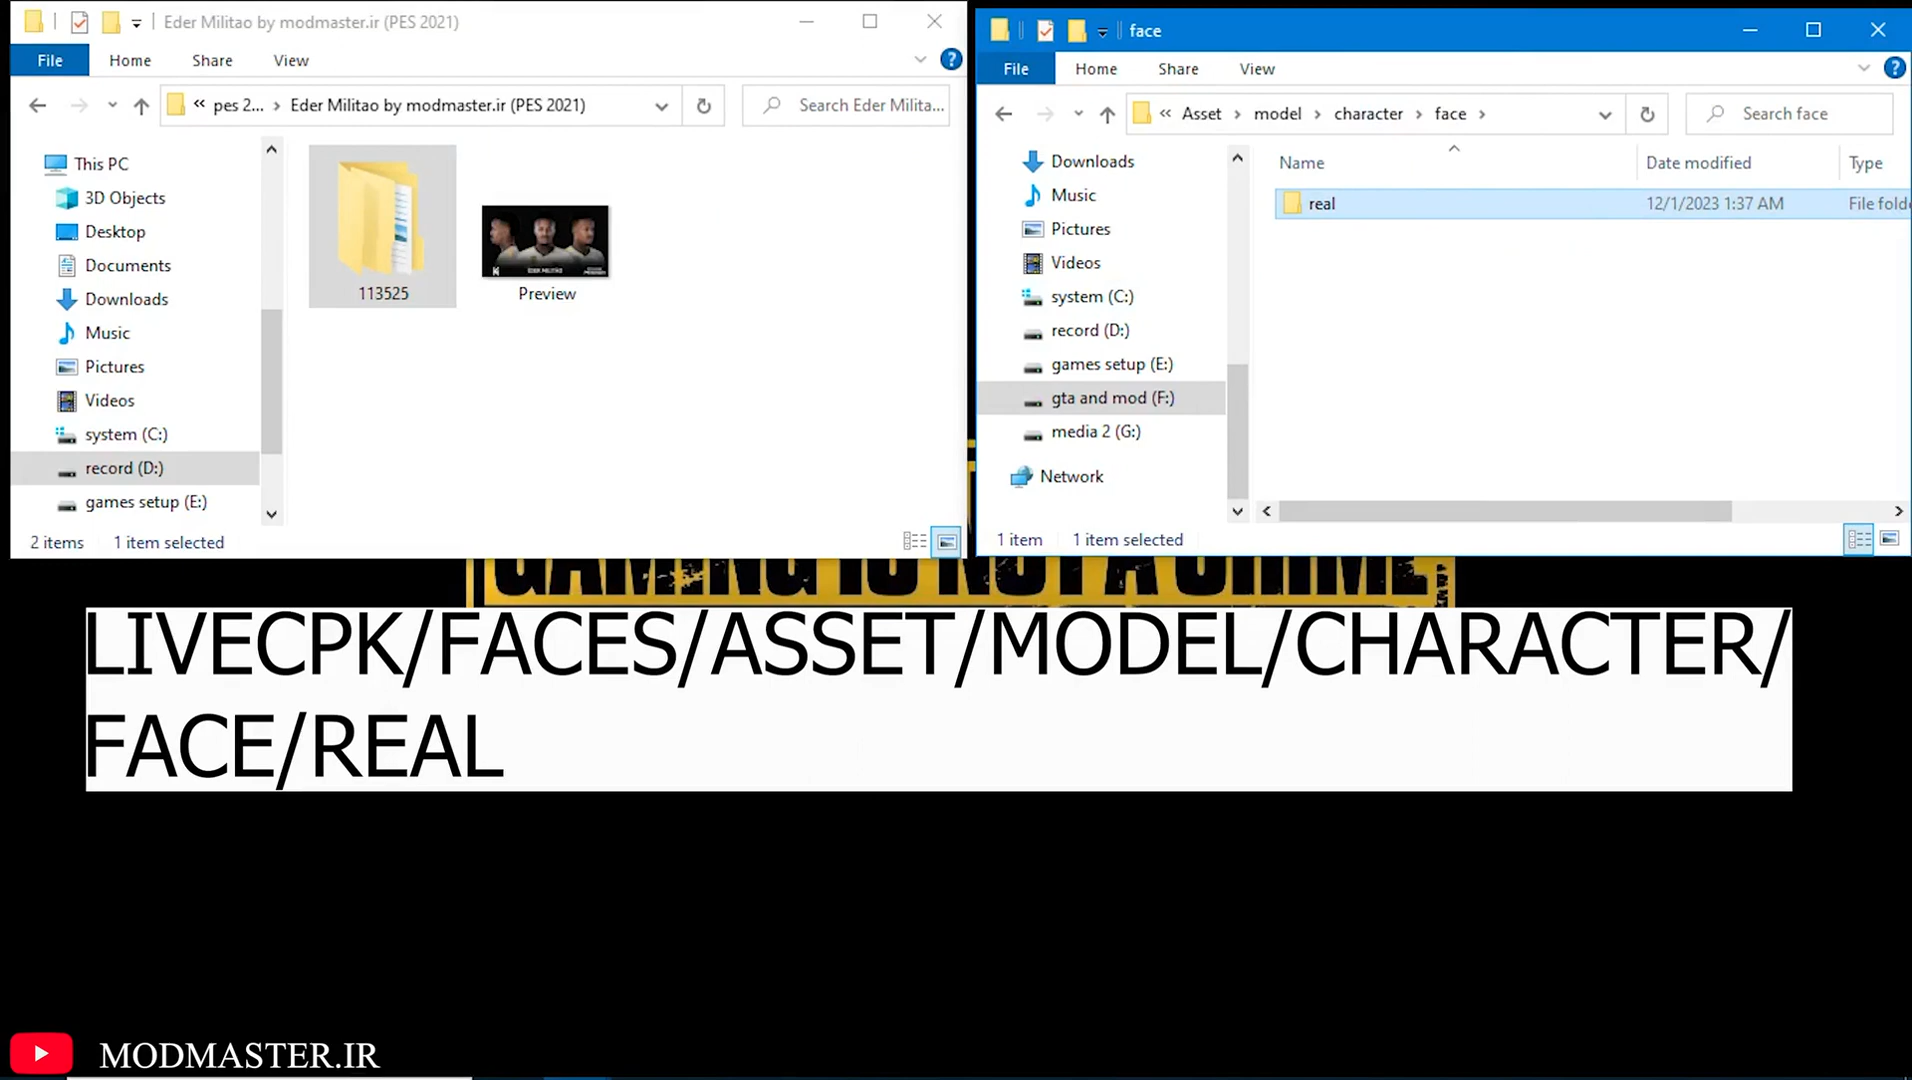 Eder Militao by modmaster.ir (PES 2021)
File
Home
Share
View
« pes 2... › Eder Militao by modmaster.ir (PES 2021)
Search Eder Milita...
This PC
3D Objects
Desktop
Documents
Downloads
Music
Pictures
Videos
system (C:)
record (D:)
games setup (E:)
113525
Preview
2 items
1 item selected
face
File
Home
Share
View
« Asset › model › character › face ›
Search face
Downloads
Music
Pictures
Videos
system (C:)
record (D:)
games setup (E:)
gta and mod (F:)
media 2 (G:)
Network
Name
Date modified
Type
real
12/1/2023 1:37 AM
File fold
1 item
1 item selected
GAMING IS NOT A CRIME
LIVECPK/FACES/ASSET/MODEL/CHARACTER/
FACE/REAL
MODMASTER.IR